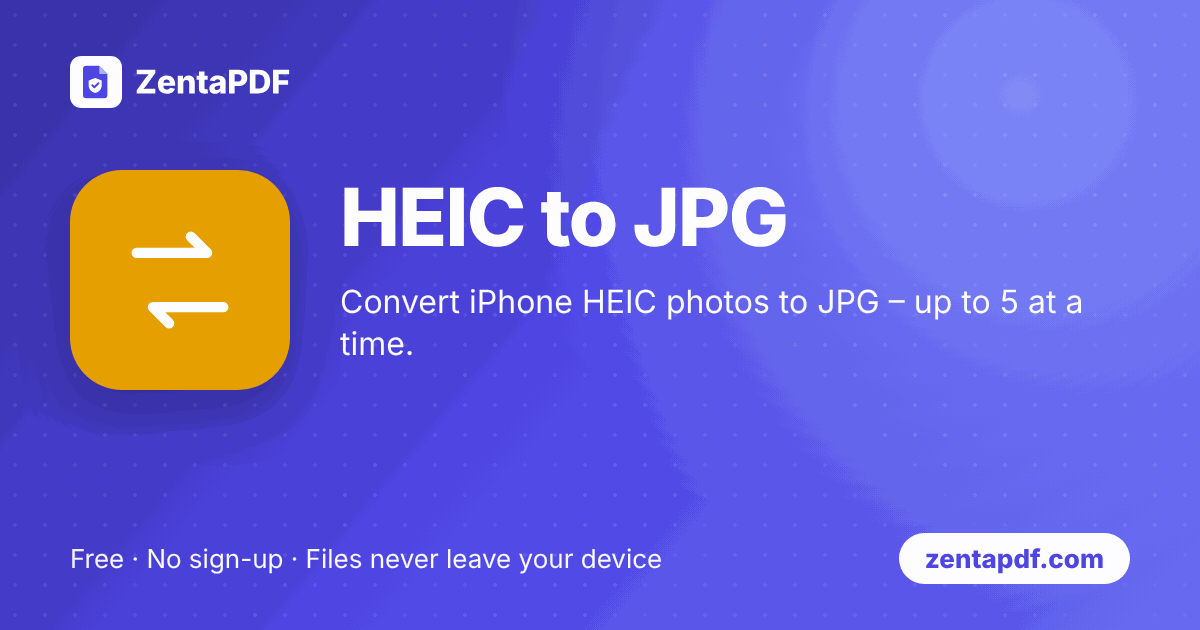 ZentaPDF
HEIC to JPG
Convert iPhone HEIC photos to JPG – up to 5 at a
time.
Free · No sign-up · Files never leave your device
zentapdf.com